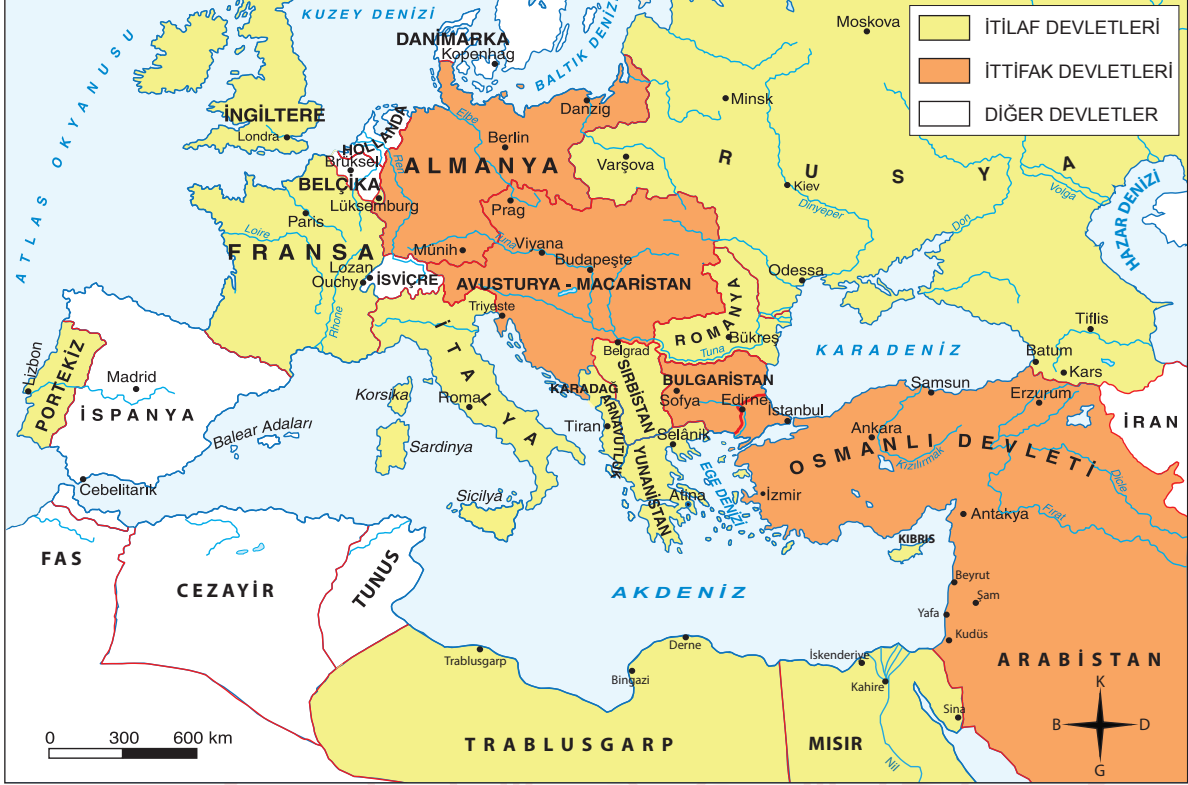 KUZEY DENİZİ
Moskova
İTİLAF DEVLETLERİ
DANİMARKA
Kopenhag
BALTIK DENİZİ
İTTİFAK DEVLETLERİ
DİĞER DEVLETLER
ATLAS OKYANUSU
İNGİLTERE
Londra
HOLLANDA
Elbe
Danzig
Minsk
Berlin
Brüksel
Ren
ALMANYA
Varşova
RUSYA
BELÇİKA
Lüksemburg
Kiev
Dinyeper
Volga
HAZAR DENİZİ
Paris
Prag
Don
Loire
FRANSA
Münih
Tuna
Viyana
Budapeşte
Lozan
Ouchy
İSVİÇRE
AVUSTURYA - MACARİSTAN
Odessa
Rhone
Triyeste
ROMANYA
Tuna
Bükreş
Tiflis
İTALYA
Belgrad
KARADENİZ
Batum
Kars
Lizbon
PORTEKİZ
Madrid
İSPANYA
Korsika
Roma
KARADAĞ
SIRBİSTAN
BULGARİSTAN
Sofya
Edirne
İstanbul
Samsun
Erzurum
İRAN
Balear Adaları
Sardinya
Tiran
ARNAVUTLUK
Selânik
Ankara
Kızılırmak
OSMANLI DEVLETİ
Dicle
Cebelitarık
Sicilya
YUNANİSTAN
Atina
EGE DENİZİ
İzmir
Antakya
Fırat
FAS
CEZAYİR
TUNUS
KIBRIS
AKDENİZ
Beyrut
Şam
Yafa
Kudüs
Trablusgarp
Derne
Bingazi
İskenderiye
Kahire
ARABİSTAN
Sina
K
B
D
G
0 300 600 km
TRABLUSGARP
MISIR
Nil